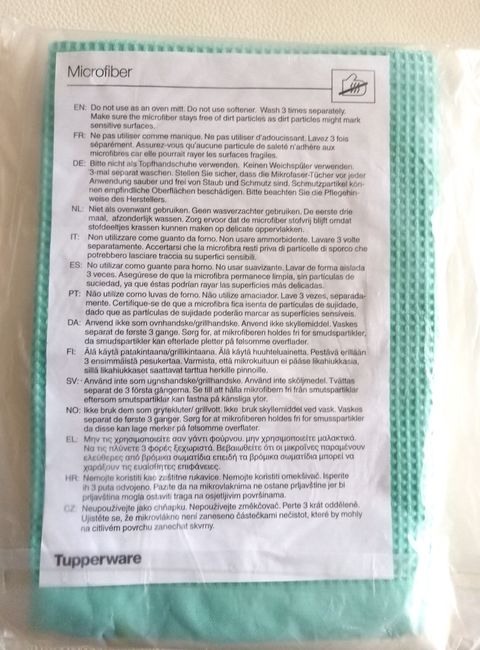 Microfiber
EN: Do not use as an oven mitt. Do not use softener. Wash 3 times separately.
Make sure the microfiber stays free of dirt particles as dirt particles might mark
sensitive surfaces.
FR: Ne pas utiliser comme manique. Ne pas utiliser d'adoucissant. Lavez 3 fois
séparément. Assurez-vous qu'aucune particule de saleté n'adhère aux
microfibres car elle pourrait rayer les surfaces fragiles.
DE: Bitte nicht als Topfhandschuhe verwenden. Keinen Weichspüler verwenden.
3-mal separat waschen. Stellen Sie sicher, dass die Mikrofaser-Tücher vor jeder
Anwendung sauber und frei von Staub und Schmutz sind. Schmutzpartikel kön-
nen empfindliche Oberflächen beschädigen. Bitte beachten Sie die Pflegehin-
weise des Herstellers.
NL: Niet als ovenwant gebruiken. Geen wasverzachter gebruiken. De eerste drie
maal, afzonderlijk wassen. Zorg ervoor dat de microfiber stofvrij blijft omdat
stofdeeltjes krassen kunnen maken op delicate oppervlakken.
IT: Non utilizzare come guanto da forno. Non usare ammorbidente. Lavare 3 volte
separatamente. Accertarsi che la microfibra resti priva di particelle di sporco che
potrebbero lasciare traccia su superfici sensibili.
ES: No utilizar como guante para horno. No usar suavizante. Lavar de forma aislada
3 veces. Asegúrese de que la microfibra permanece limpia, sin partículas de
suciedad, ya que éstas podrían rayar las superficies más delicadas.
PT: Não utilize como luvas de forno. Não utilize amaciador. Lave 3 vezes, separada-
mente. Certifique-se de que a microfibra fica isenta de partículas de sujidade,
dado que as partículas de sujidade poderão marcar as superfícies sensíveis.
DA: Anvend ikke som ovnhandske/grillhandske. Anvend ikke skyllemiddel. Vaskes
separat de første 3 gange. Sørg for, at mikrofiberen holdes fri for smudspartikler,
da smudspartikler kan efterlade pletter på følsomme overflader.
FI: Älä käytä patakintaana/grillikintaana. Älä käytä huuhteluainetta. Pestävä erillään
3 ensimmäistä pesukertaa. Varmista, että mikrokuituun ei pääse likahiukkasia,
sillä likahiukkaset saattavat tarttua herkille pinnoille.
SV: Använd inte som ugnshandske/grillhandske. Använd inte sköljmedel. Tvättas
separat de 3 första gångerna. Se till att hålla mikrofibern fri från smutspartiklar
eftersom smutspartiklar kan fastna på känsliga ytor.
NO: Ikke bruk dem som grytekluter/ grillvott. Ikke bruk skyllemiddel ved vask. Vaskes
separat de første 3 ganger. Sørg for at mikrofiberen holdes fri for smusspartikler
da disse kan lage merker på følsomme overflater.
EL: Μην τις χρησιμοποιείτε σαν γάντι φούρνου. μην χρησιμοποιείτε μαλακτικά.
Να τις πλύνετε 3 φορές ξεχωριστά. Βεβαιωθείτε ότι οι μικροΐνες παραμένουν
ελεύθερες από βρόμικα σωματίδια επειδή τα βρόμικα σωματίδια μπορεί να
χαράξουν τις ευαίσθητες επιφάνειες.
HR: Nemojte koristiti kao zaštitne rukavice. Nemojte koristiti omekšivač. Isperite
ih 3 puta odvojeno. Pazite da na mikrovlaknima ne ostane prljavštine jer bi
prljavština mogla ostaviti traga na osjetljivim površinama.
CZ: Neupoužívejte jako chňapku. Nepoužívejte změkčovač. Perte 3 krát odděleně.
Ujistěte se, že mikrovlákno není zaneseno částečkami nečistot, které by mohly
na citlivém povrchu zanechat skvrny.
Tupperware